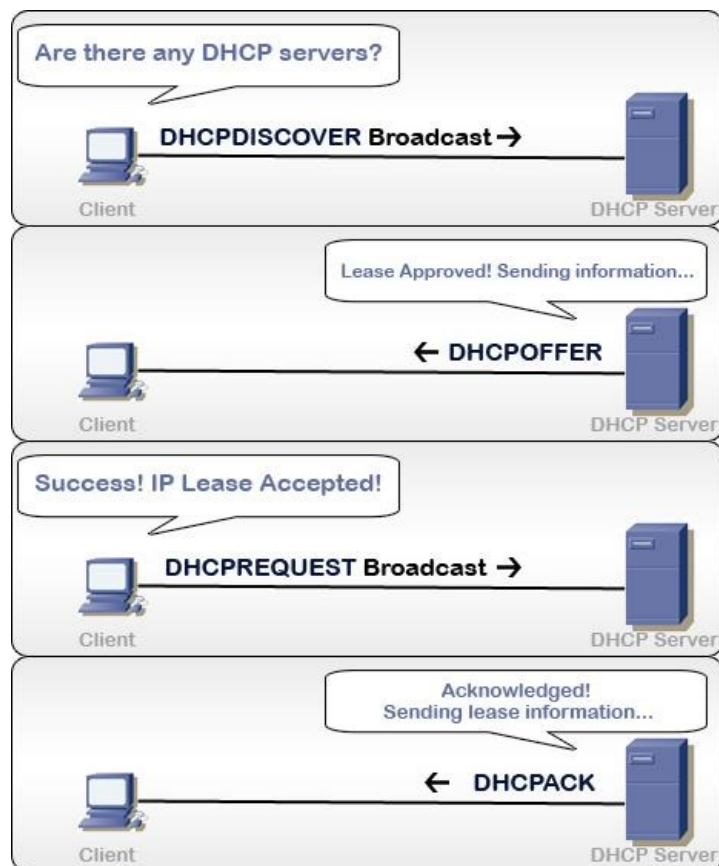 Are there any DHCP servers?
DHCPDISCOVER Broadcast →
Client
DHCP Server
Lease Approved! Sending information...
← DHCPOFFER
Client
DHCP Server
Success! IP Lease Accepted!
DHCPREQUEST Broadcast →
Client
DHCP Server
Acknowledged!
Sending lease information...
← DHCPACK
Client
DHCP Server